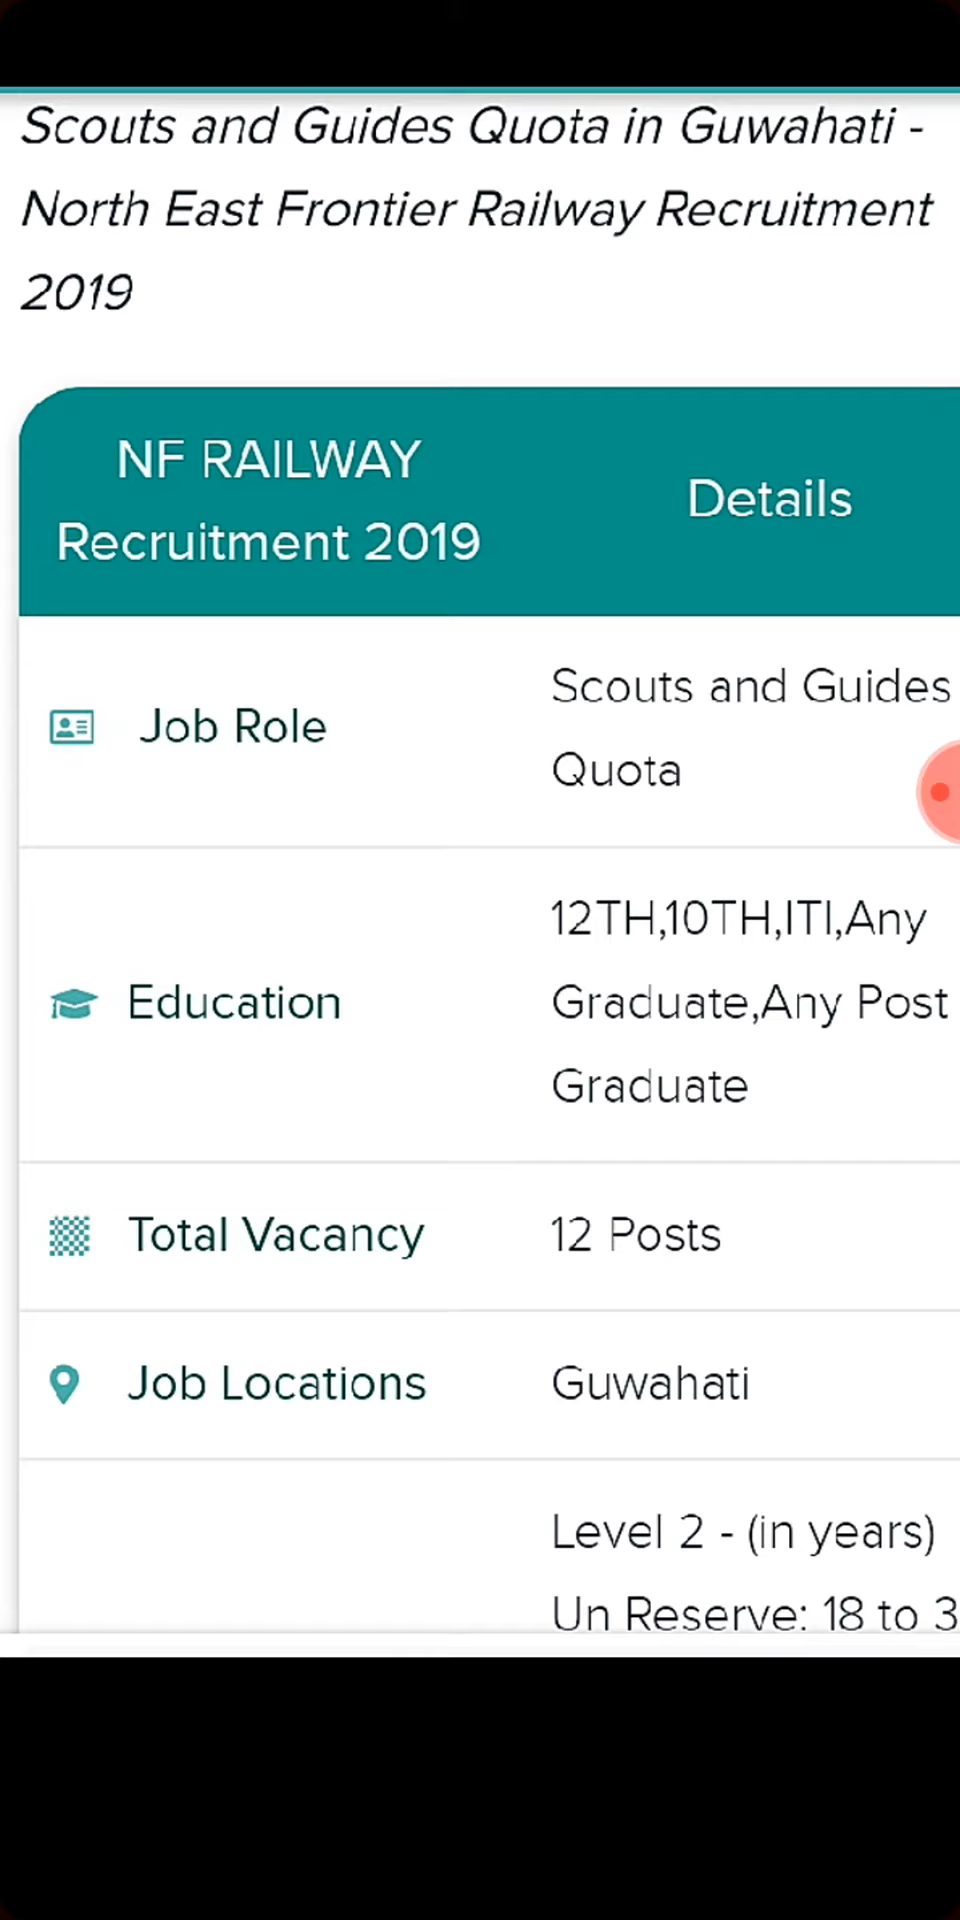 Scouts and Guides Quota in Guwahati -
North East Frontier Railway Recruitment
2019
NF RAILWAY
Recruitment 2019
Details
Job Role
Scouts and Guides
Quota
Education
12TH,10TH,ITI,Any
Graduate,Any Post
Graduate
Total Vacancy
12 Posts
Job Locations
Guwahati
Level 2 - (in years)
Un Reserve: 18 to 3